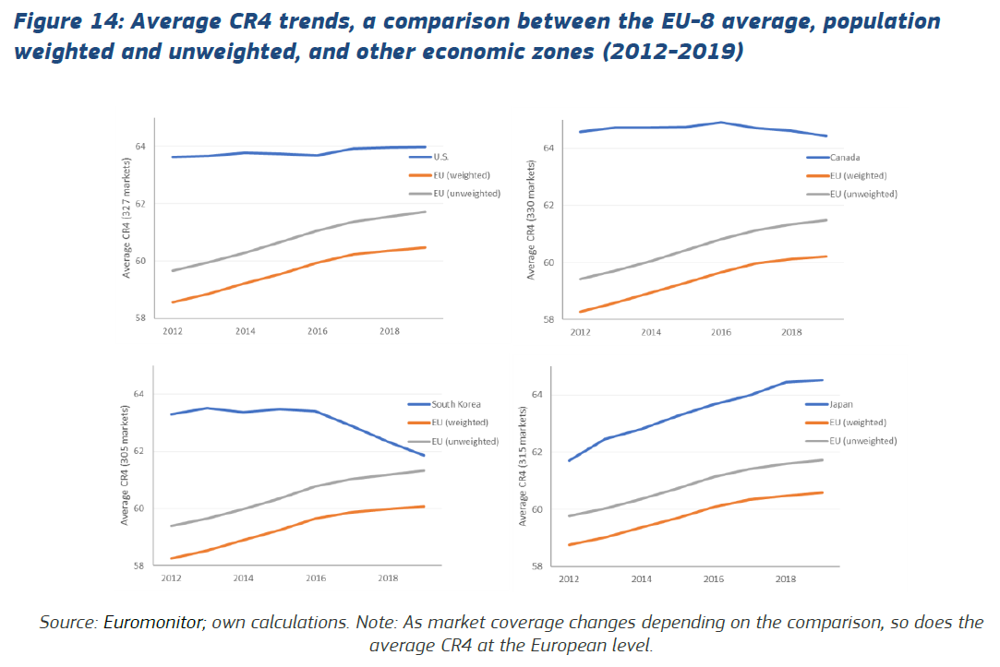 Figure 14: Average CR4 trends, a comparison between the EU-8 average, population
weighted and unweighted, and other economic zones (2012-2019)
Average CR4 (327 markets)
64
62
60
58
2012
2014
2016
2018
U.S.
EU (weighted)
EU (unweighted)
Average CR4 (330 markets)
64
62
60
58
2012
2014
2016
2018
Canada
EU (weighted)
EU (unweighted)
Average CR4 (305 markets)
64
62
60
58
2012
2014
2016
2018
South Korea
EU (weighted)
EU (unweighted)
Average CR4 (315 markets)
64
62
60
58
2012
2014
2016
2018
Japan
EU (weighted)
EU (unweighted)
Source: Euromonitor; own calculations. Note: As market coverage changes depending on the comparison, so does the
average CR4 at the European level.